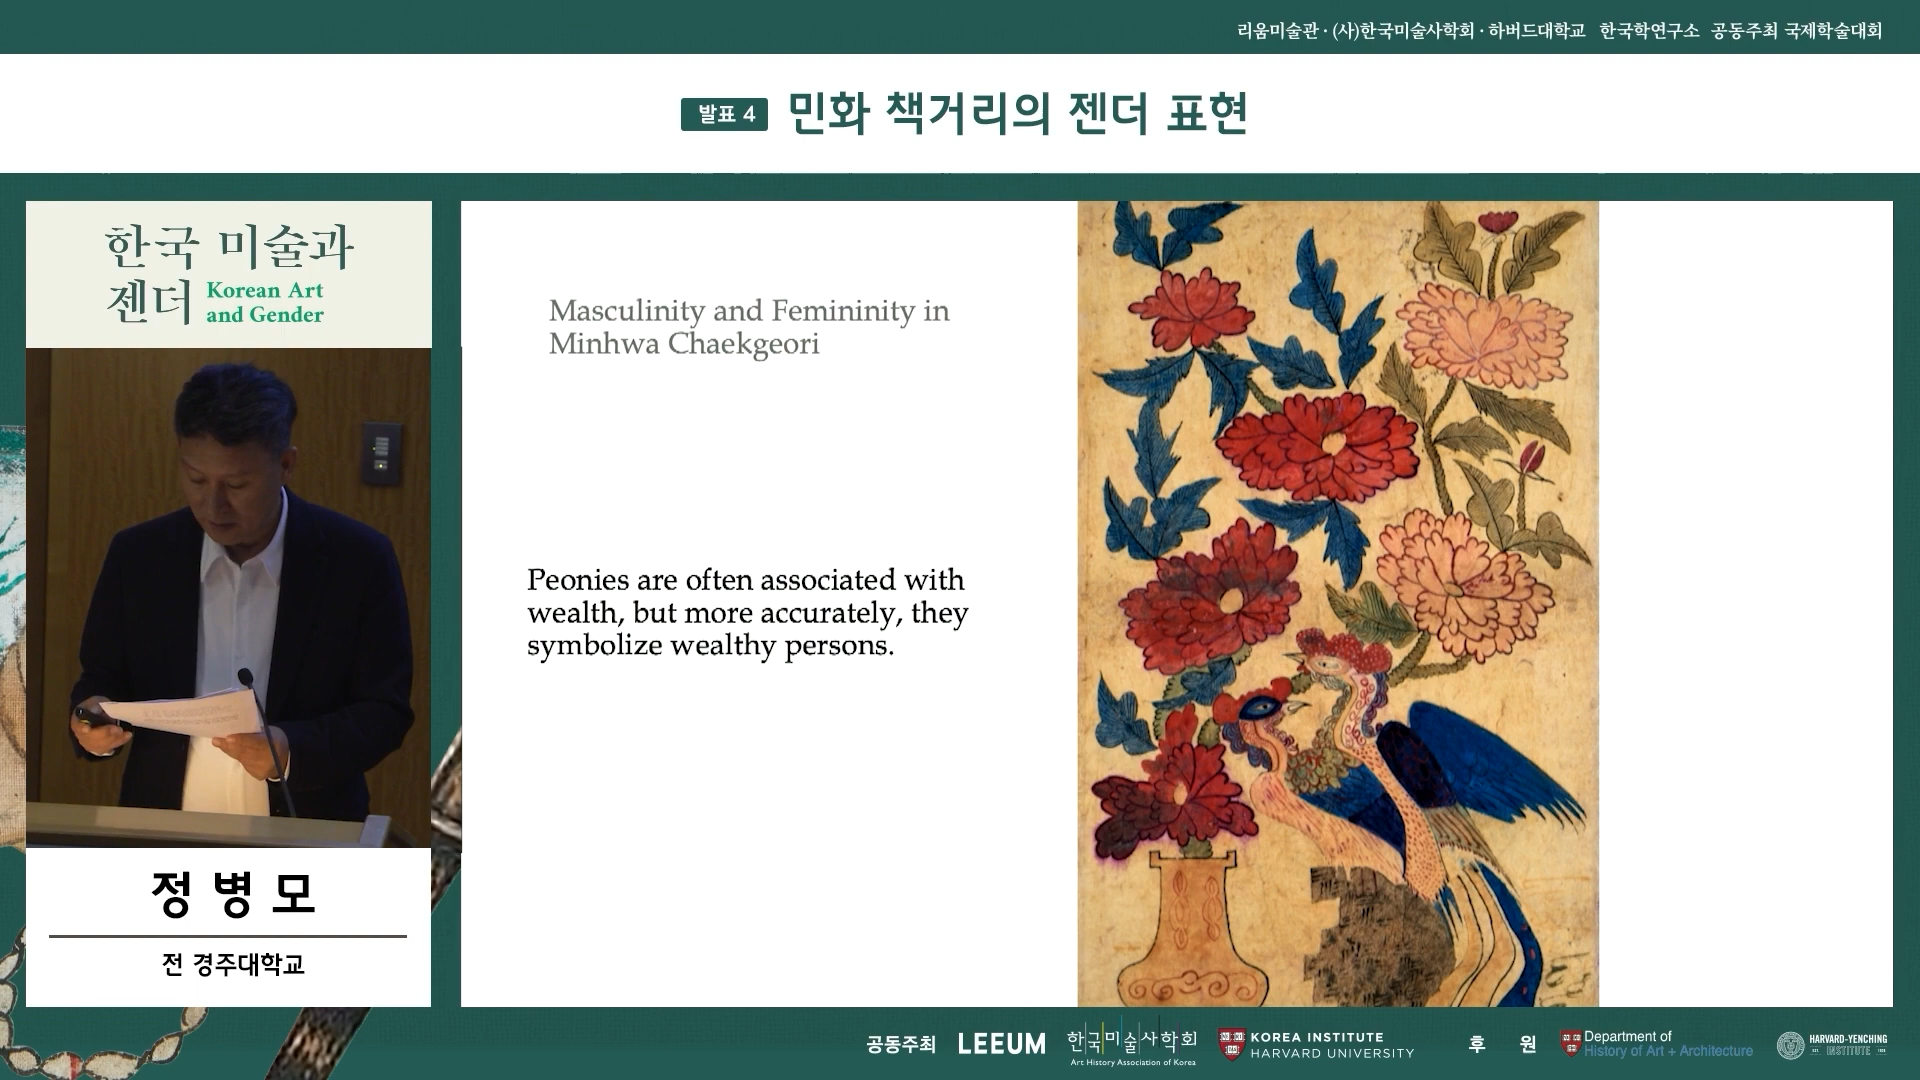 리움미술관 · (사)한국미술사학회 · 하버드대학교 한국학연구소 공동주최 국제학술대회
발표 4 민화 책거리의 젠더 표현
한국 미술과
젠더
Korean Art
and Gender
정병모
전 경주대학교
Masculinity and Femininity in
Minhwa Chaekgeori
Peonies are often associated with
wealth, but more accurately, they
symbolize wealthy persons.
공동주최
LEEUM
한국미술사학회
Art History Association of Korea
KOREA INSTITUTE
HARVARD UNIVERSITY
후 원
Department of
History of Art + Architecture
HARVARD-YENCHING
INSTITUTE